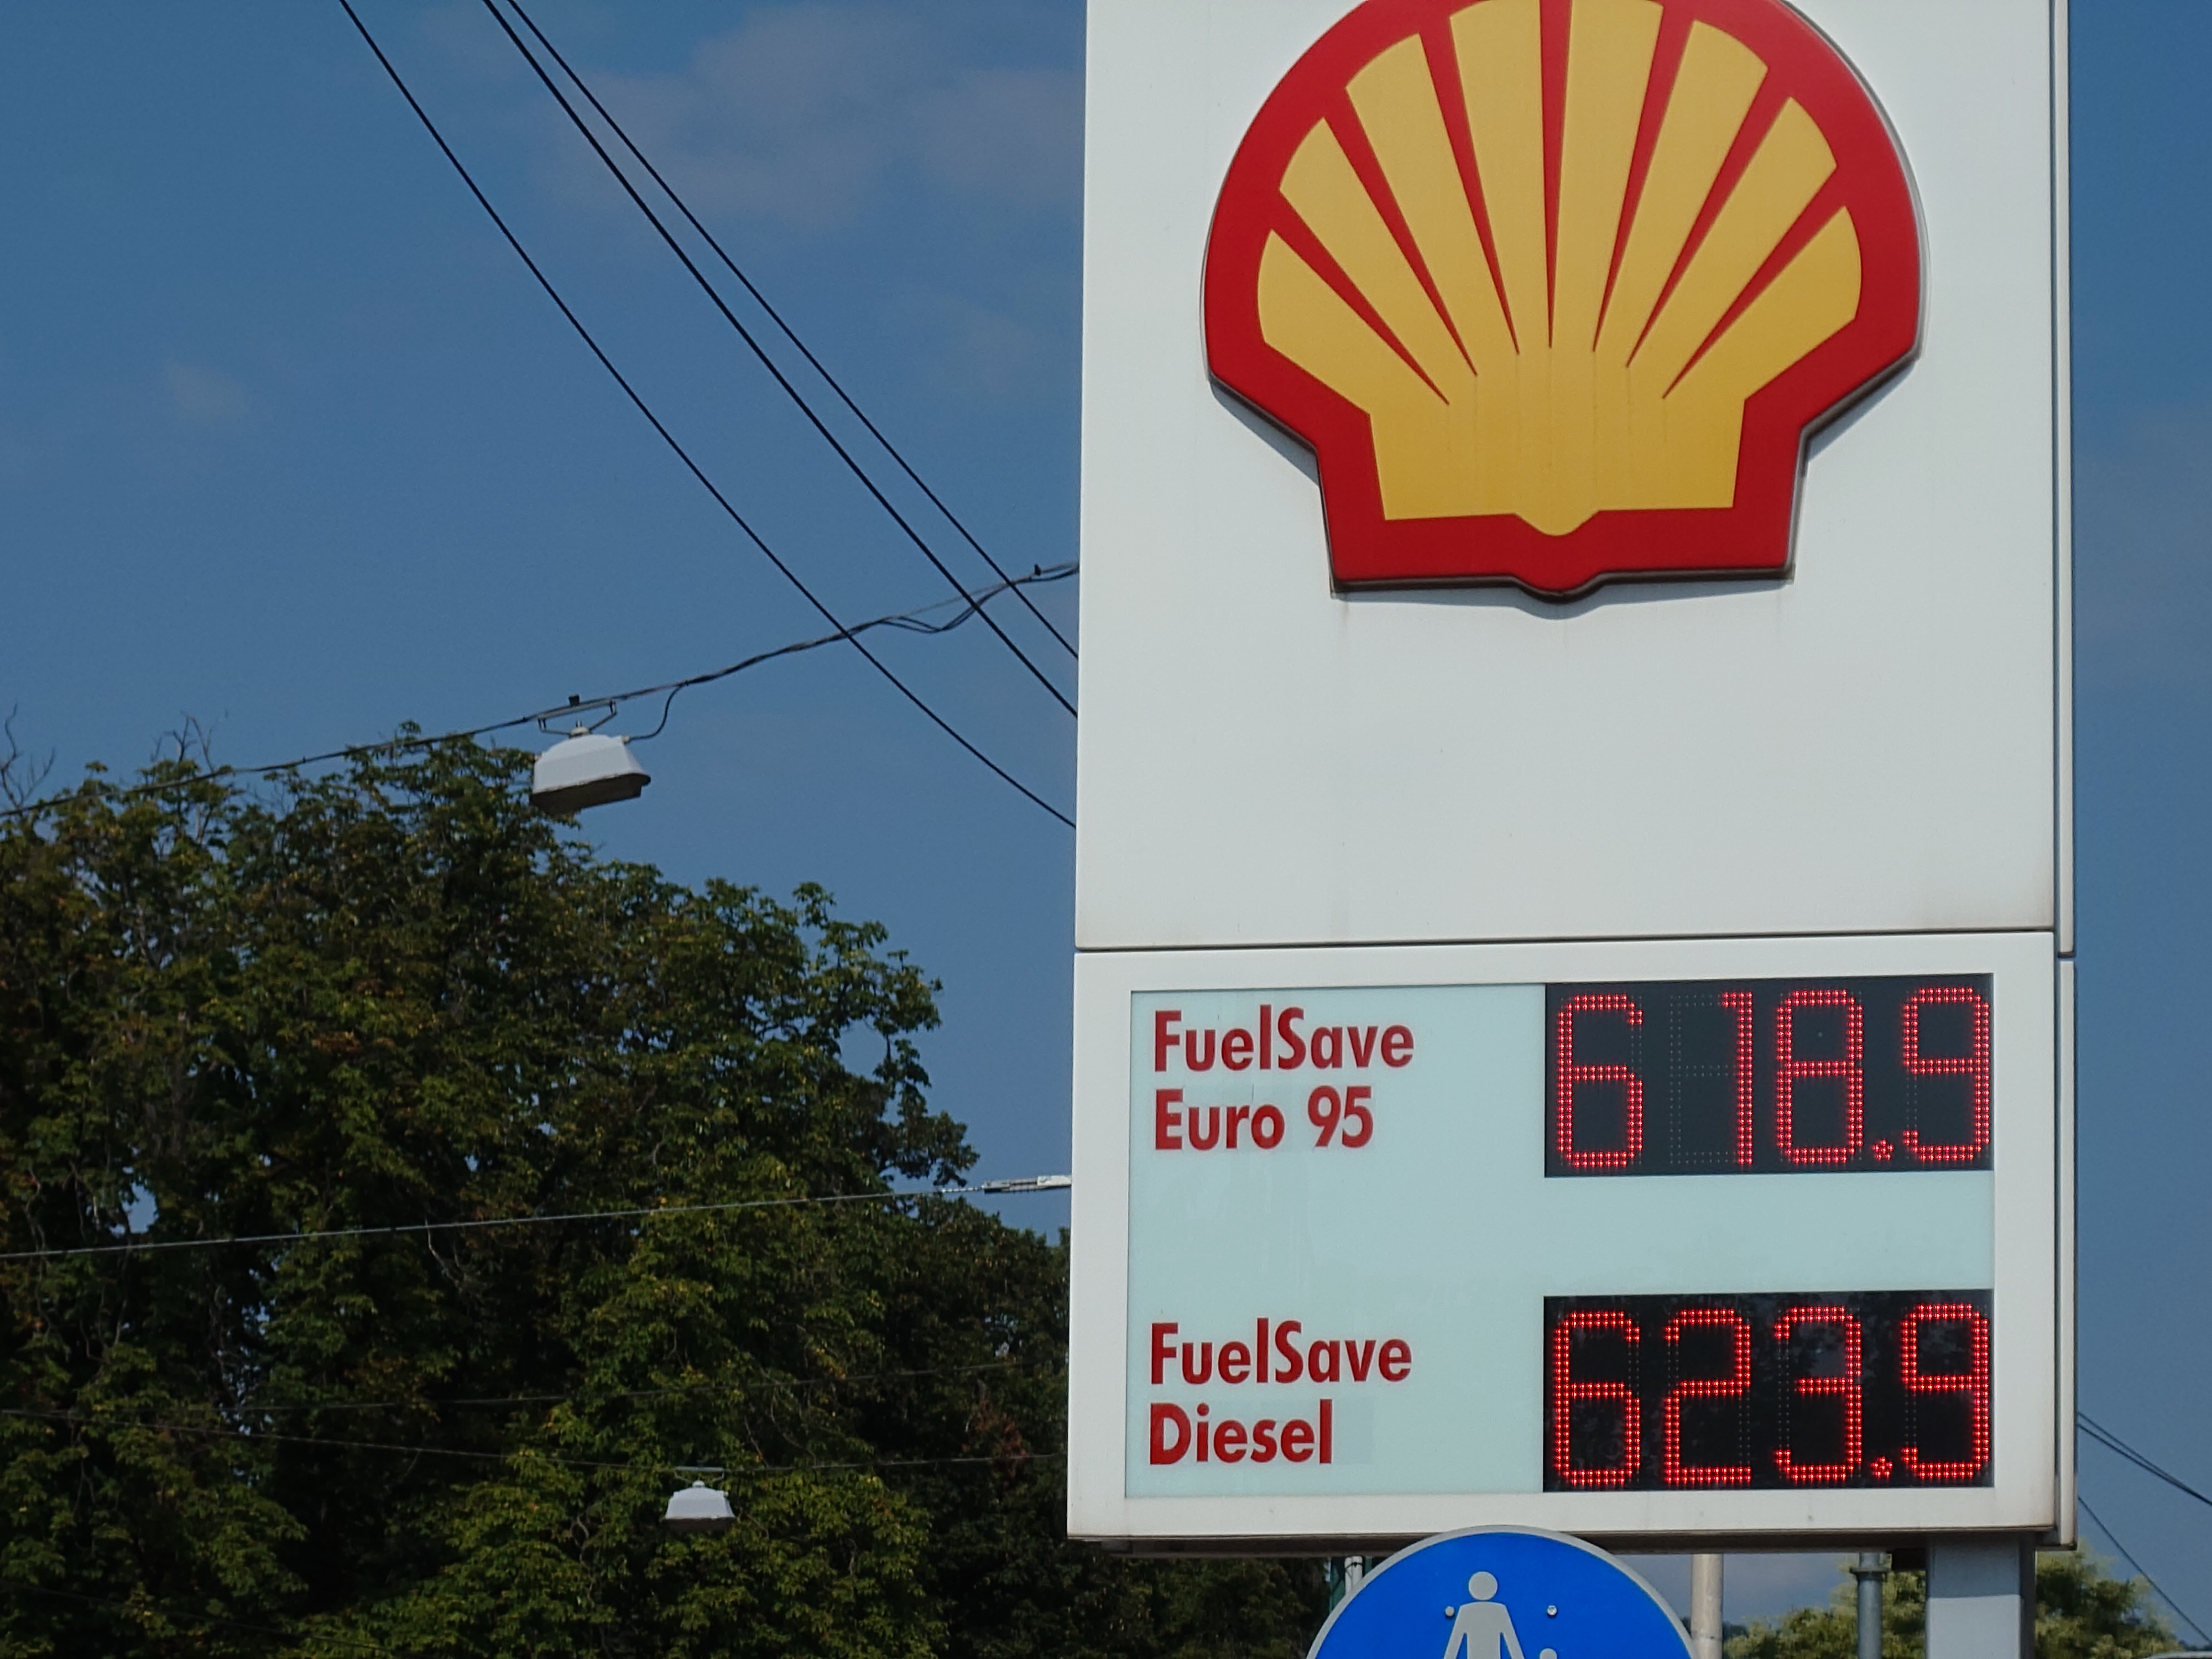 FuelSave
Euro 95
618.9
FuelSave
Diesel
623.9